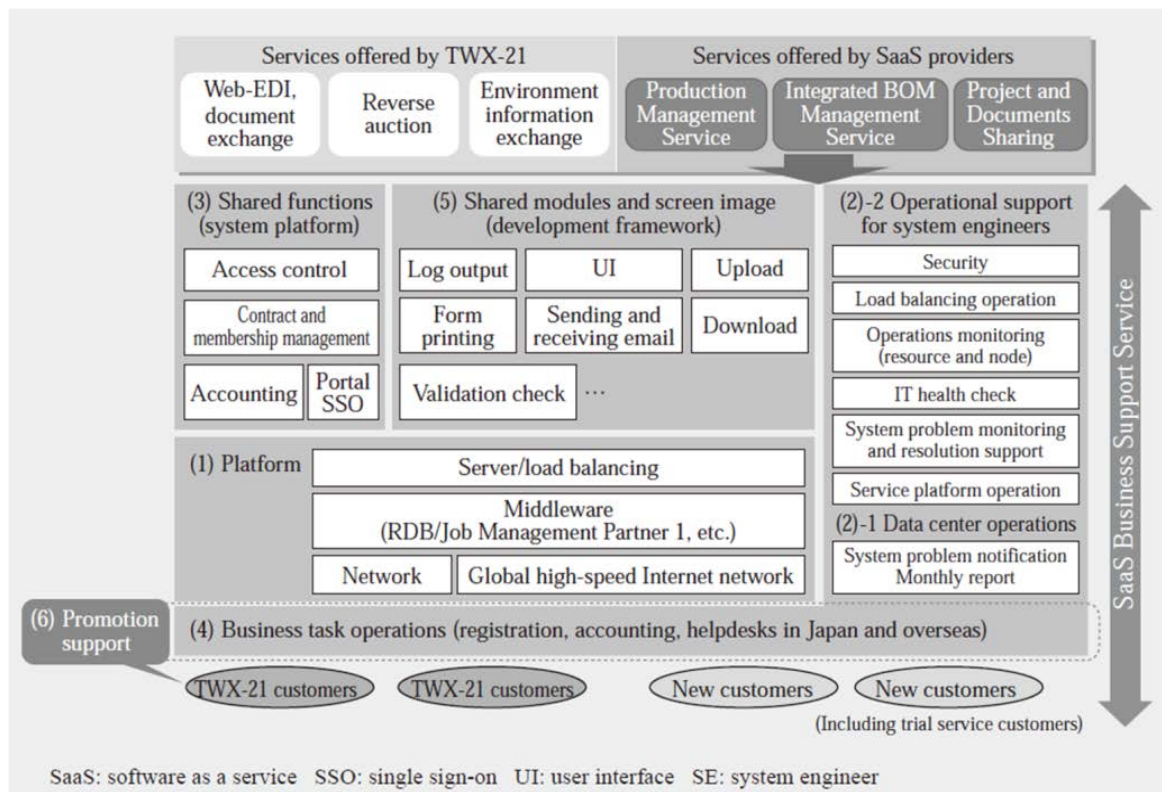 Services offered by TWX-21
Web-EDI,
document
exchange
Reverse
auction
Environment
information
exchange
Services offered by SaaS providers
Production
Management
Service
Integrated BOM
Management
Service
Project and
Documents
Sharing
(3) Shared functions
(system platform)
Access control
Contract and
membership management
Accounting
Portal
SSO
(5) Shared modules and screen image
(development framework)
Log output
UI
Upload
Form
printing
Sending and
receiving email
Download
Validation check
...
(2)-2 Operational support
for system engineers
Security
Load balancing operation
Operations monitoring
(resource and node)
IT health check
System problem monitoring
and resolution support
Service platform operation
(2)-1 Data center operations
System problem notification
Monthly report
SaaS Business Support Service
(1) Platform
Server/load balancing
Middleware
(RDB/Job Management Partner 1, etc.)
Network
Global high-speed Internet network
(6) Promotion
support
(4) Business task operations (registration, accounting, helpdesks in Japan and overseas)
TWX-21 customers
TWX-21 customers
New customers
New customers
(Including trial service customers)
SaaS: software as a service SSO: single sign-on UI: user interface SE: system engineer